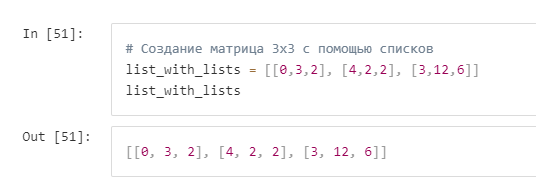 In [51]:
# Создание матрица 3х3 с помощью списков
list_with_lists = [[0,3,2], [4,2,2], [3,12,6]]
list_with_lists
Out [51]:
[[0, 3, 2], [4, 2, 2], [3, 12, 6]]